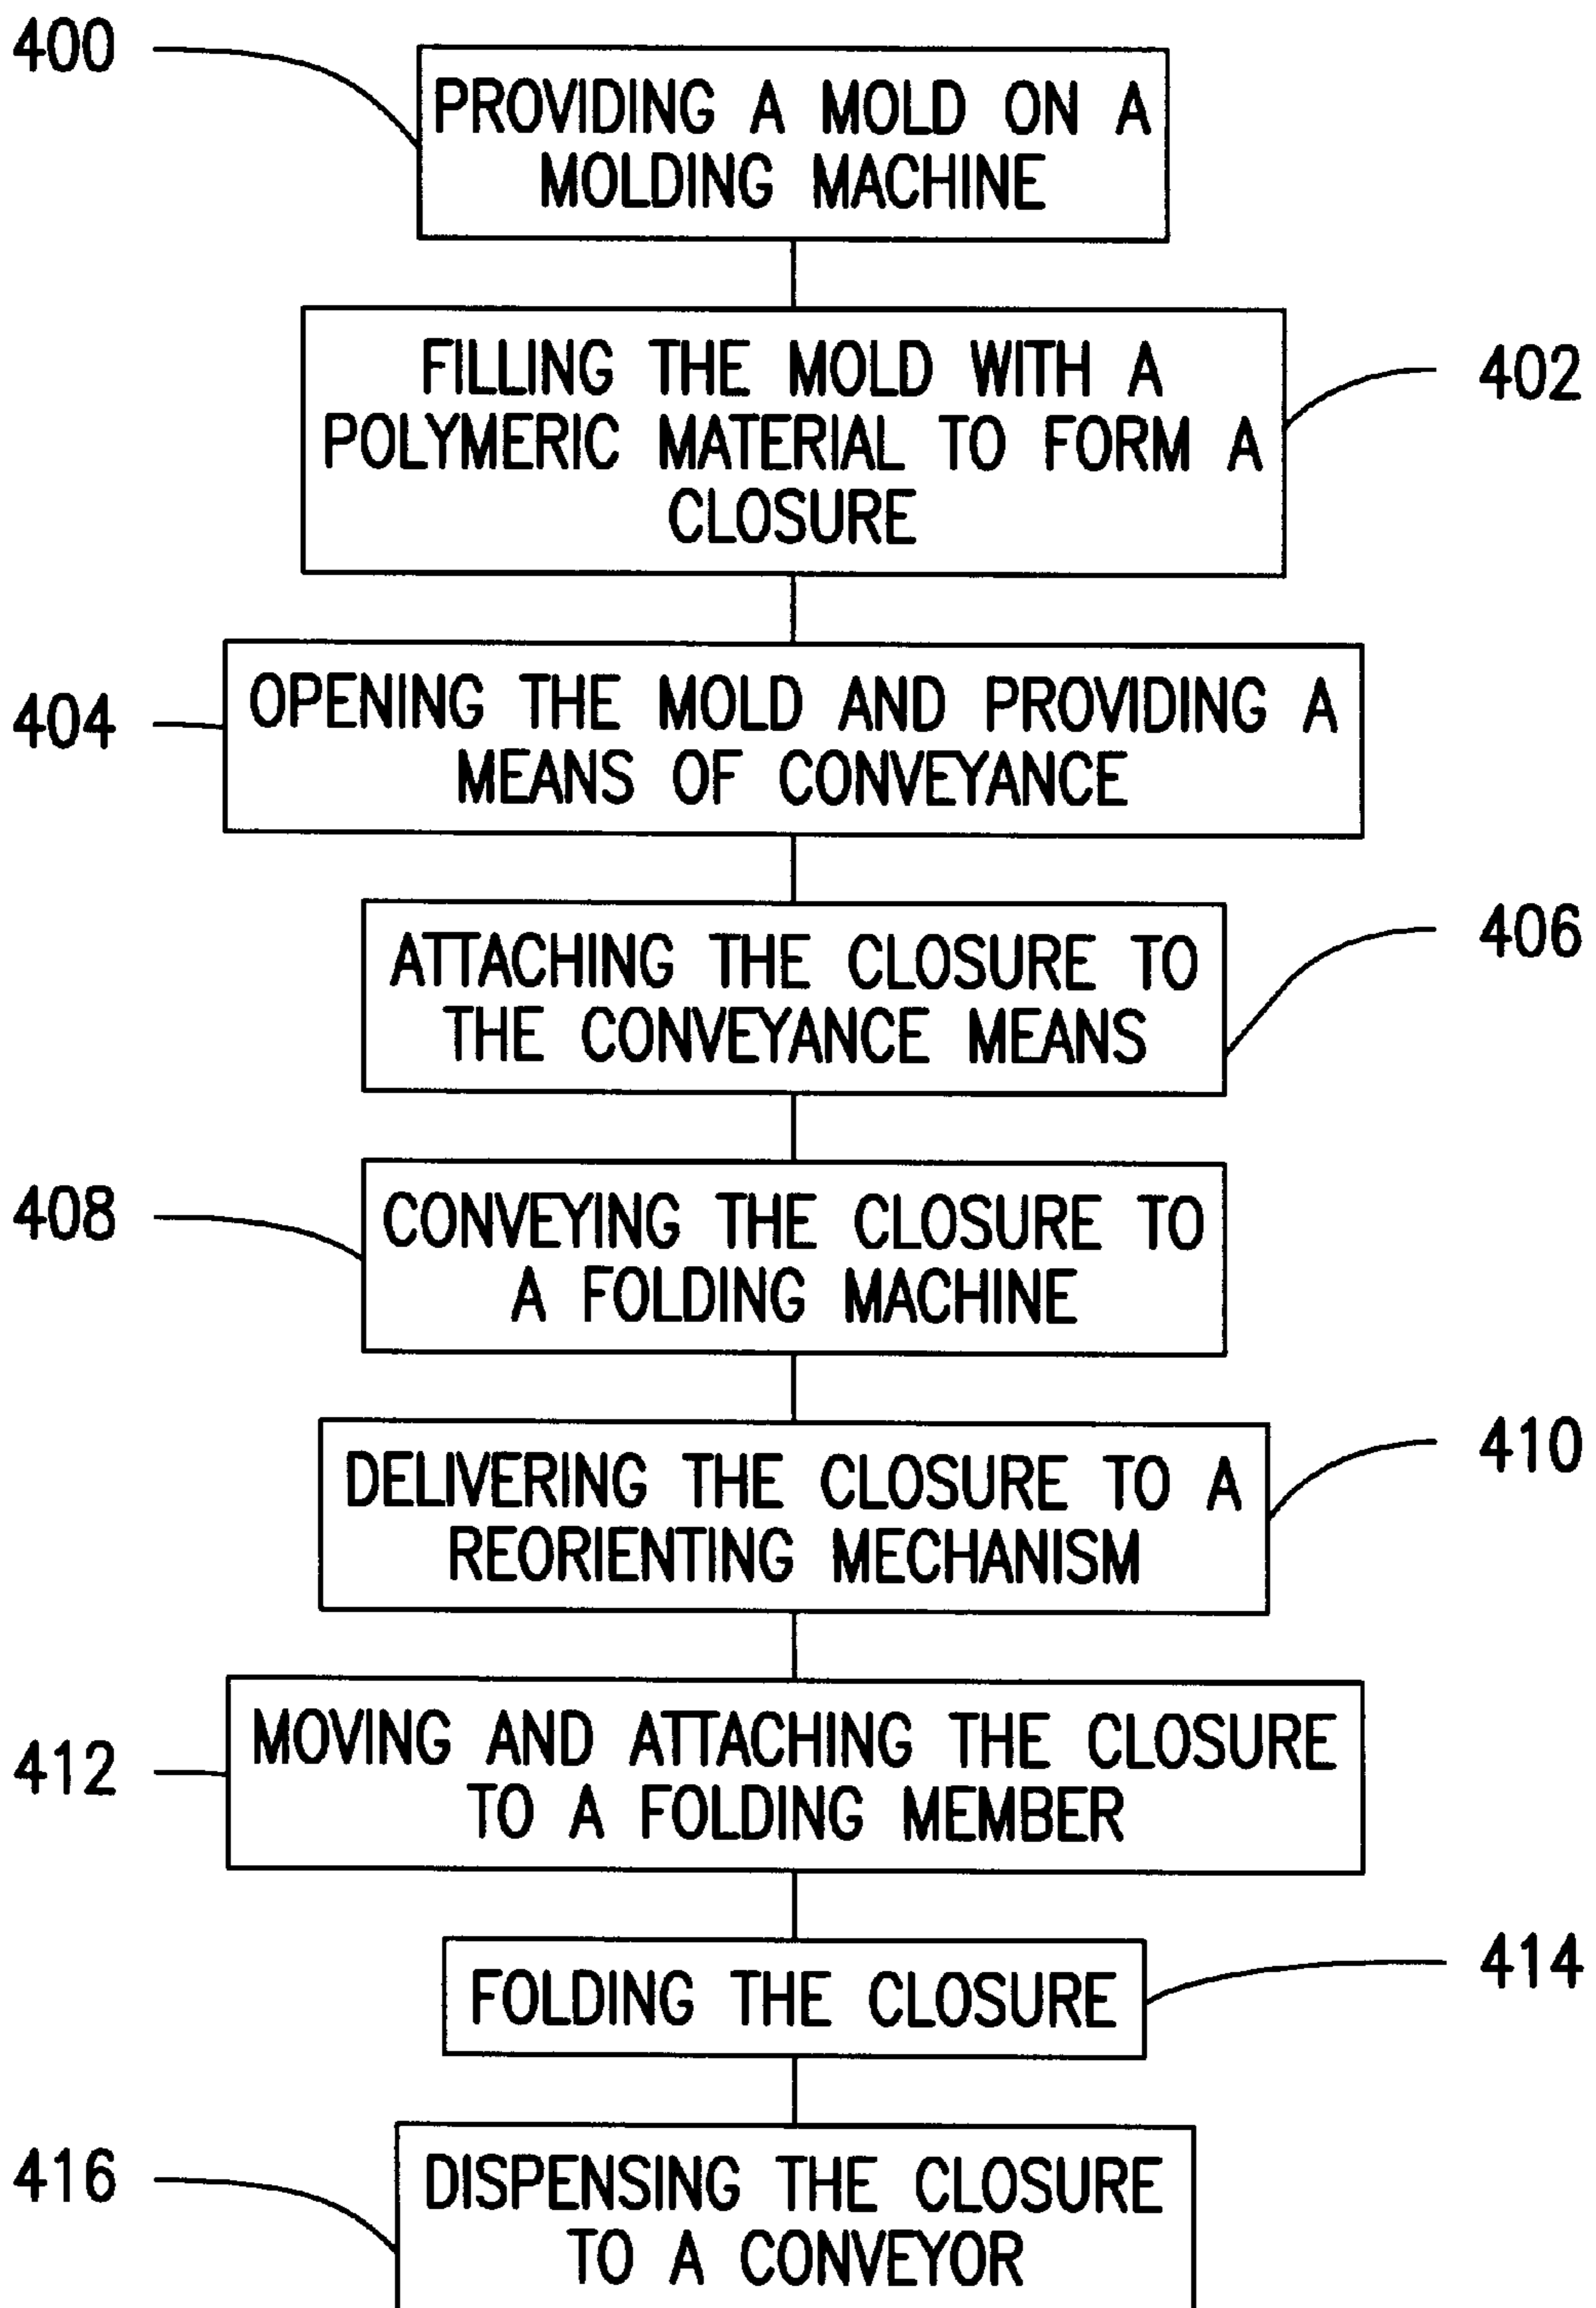 400
PROVIDING A MOLD ON A
MOLDING MACHINE
FILLING THE MOLD WITH A
POLYMERIC MATERIAL TO FORM A
CLOSURE
402
OPENING THE MOLD AND PROVIDING A
MEANS OF CONVEYANCE
404
ATTACHING THE CLOSURE TO
THE CONVEYANCE MEANS
406
408
CONVEYING THE CLOSURE TO
A FOLDING MACHINE
DELIVERING THE CLOSURE TO A
REORIENTING MECHANISM
410
412
MOVING AND ATTACHING THE CLOSURE
TO A FOLDING MEMBER
FOLDING THE CLOSURE
414
416
DISPENSING THE CLOSURE
TO A CONVEYOR